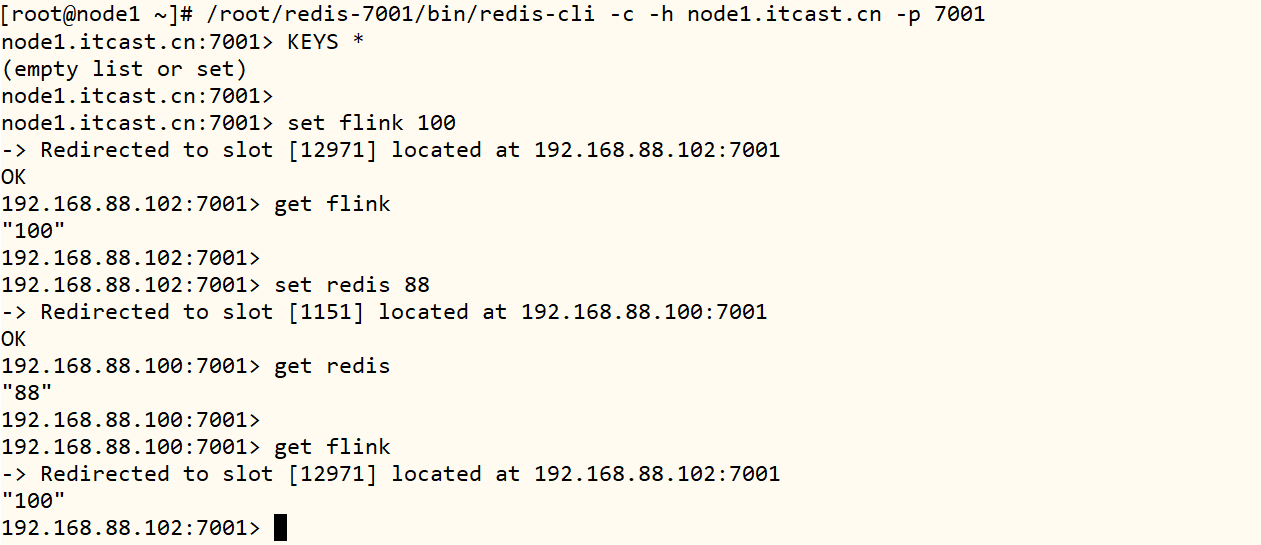 [root@node1 ~]# /root/redis-7001/bin/redis-cli -c -h node1.itcast.cn -p 7001
node1.itcast.cn:7001> KEYS *
(empty list or set)
node1.itcast.cn:7001>
node1.itcast.cn:7001> set flink 100
-> Redirected to slot [12971] located at 192.168.88.102:7001
OK
192.168.88.102:7001> get flink
"100"
192.168.88.102:7001>
192.168.88.102:7001> set redis 88
-> Redirected to slot [1151] located at 192.168.88.100:7001
OK
192.168.88.100:7001> get redis
"88"
192.168.88.100:7001>
192.168.88.100:7001> get flink
-> Redirected to slot [12971] located at 192.168.88.102:7001
"100"
192.168.88.102:7001>